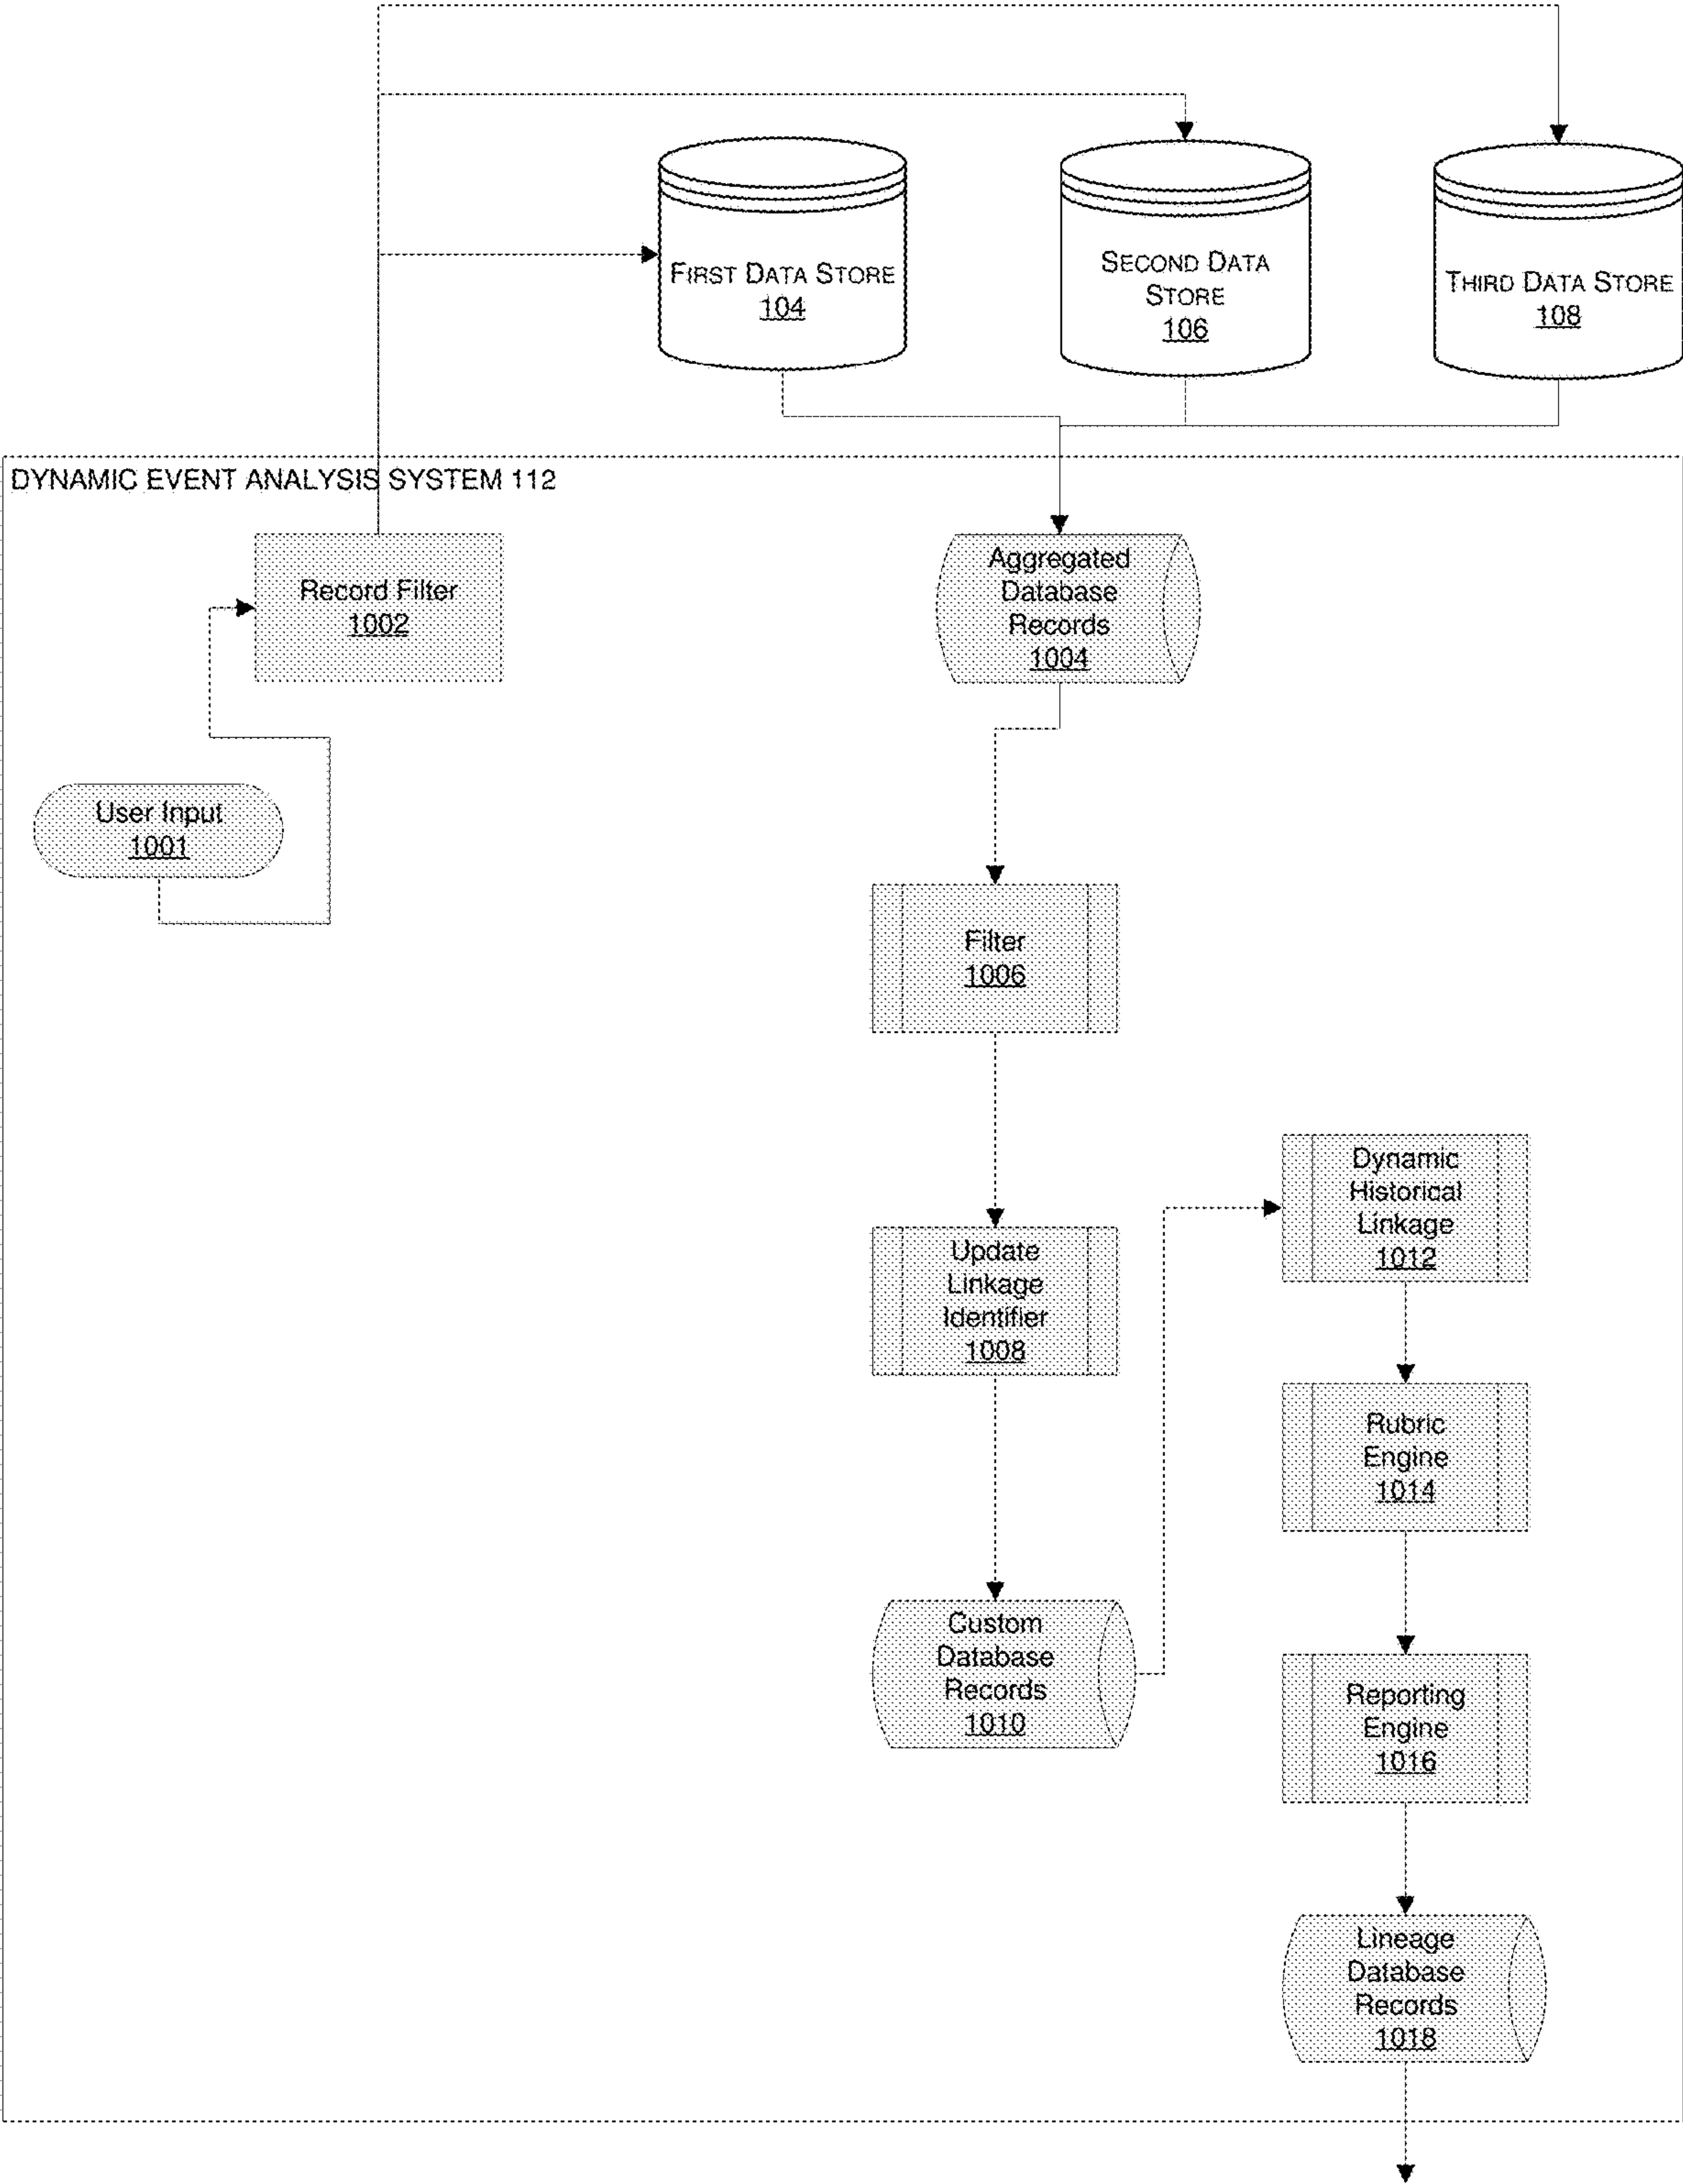 FIRST DATA STORE
104
SECOND DATA
STORE
106
THIRD DATA STORE
108
DYNAMIC EVENT ANALYSIS SYSTEM 112
Record Filter
1002
Aggregated
Database
Records
1004
User Input
1001
Filter
1006
Update
Linkage
Identifier
1008
Custom
Database
Records
1010
Dynamic
Historical
Linkage
1012
Rubric
Engine
1014
Reporting
Engine
1016
Lineage
Database
Records
1018